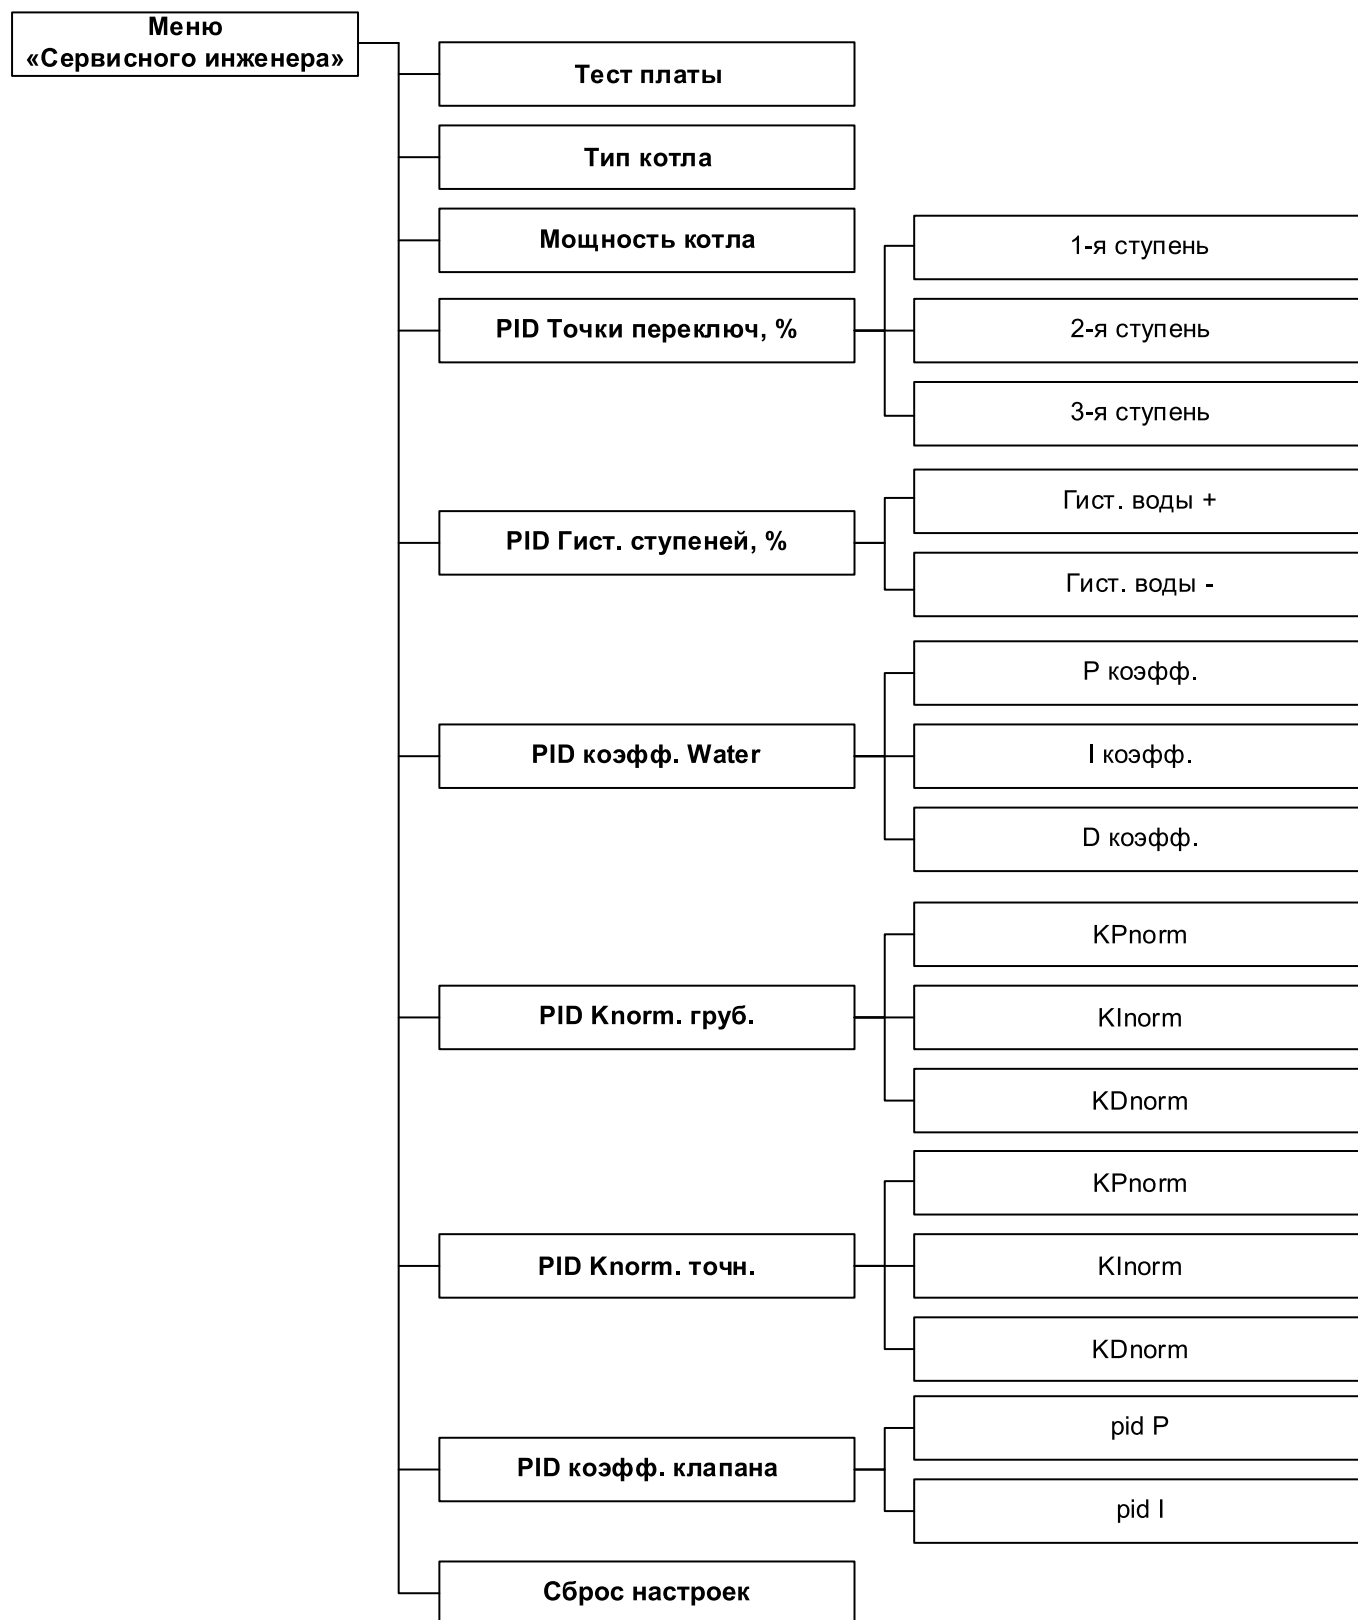 Меню
«Сервисного инженера»
Тест платы
Тип котла
Мощность котла
PID Точки переключ, %
1-я ступень
2-я ступень
3-я ступень
PID Гист. ступеней, %
Гист. воды +
Гист. воды -
PID коэфф. Water
P коэфф.
I коэфф.
D коэфф.
PID Knorm. груб.
KPnorm
KInorm
KDnorm
PID Knorm. точн.
KPnorm
KInorm
KDnorm
PID коэфф. клапана
pid P
pid I
Сброс настроек